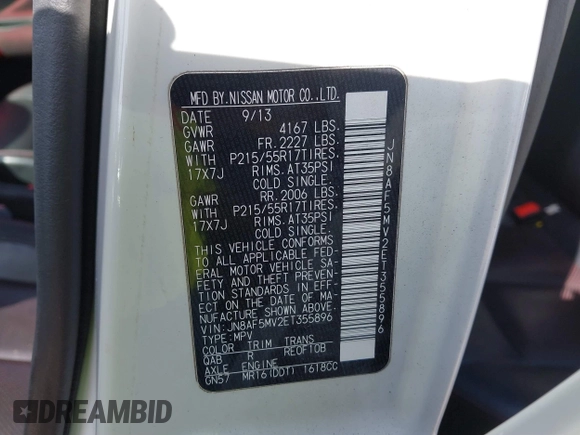 MFD BY.NISSAN MOTOR CO.,LTD.
DATE 9/13
GVWR 4167 LBS.
GAWR FR.2227 LBS.
WITH P215/55R17TIRES.
17X7J RIMS.AT35PSI
COLD SINGLE.
GAWR RR.2006 LBS.
WITH P215/55R17TIRES.
17X7J RIMS.AT35PSI
COLD SINGLE.
THIS VEHICLE CONFORMS
TO ALL APPLICABLE FED-
ERAL MOTOR VEHICLE SA-
FETY AND THEFT PREVEN-
TION STANDARDS IN EFF-
ECT ON THE DATE OF MA-
NUFACTURE SHOWN ABOVE.
VIN:JN8AF5MV2ET355896
TYPE:MPV
COLOR TRIM TRANS
QAB R RE0F10B
AXLE ENGINE
GN57 MR16(DDT) 1618CC
JN8AF5MV2ET355896
DREAMBID